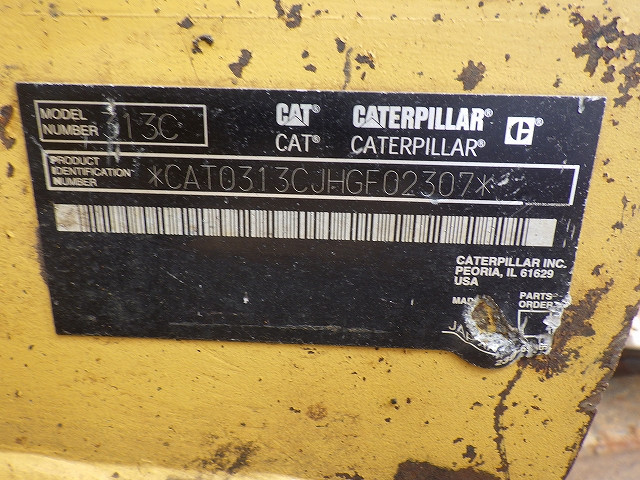 MODEL NUMBER 313C
CAT® CATERPILLAR®
CAT® CATERPILLAR®
PRODUCT IDENTIFICATION NUMBER *CAT0313CJHGF02307*
CATERPILLAR INC.
PEORIA, IL 61629
USA
MADE
PARTS
ORDER